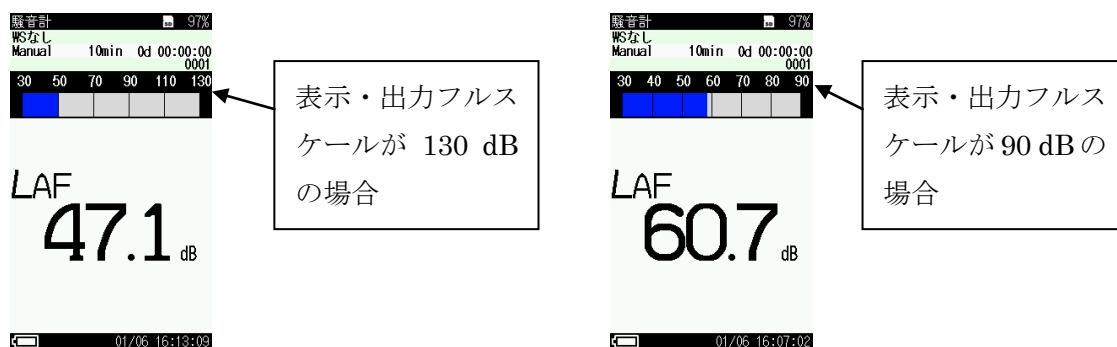 騒音計 97%
WSなし
Manual 10min 0d 00:00:00
0001
30 50 70 90 110 130
LAF
47.1 dB
01/06 16:13:09
表示・出力フルス
ケールが 130 dB
の場合
騒音計 97%
WSなし
Manual 10min 0d 00:00:00
0001
30 40 50 60 70 80 90
LAF
60.7 dB
01/06 16:07:02
表示・出力フルス
ケールが 90 dB の
場合